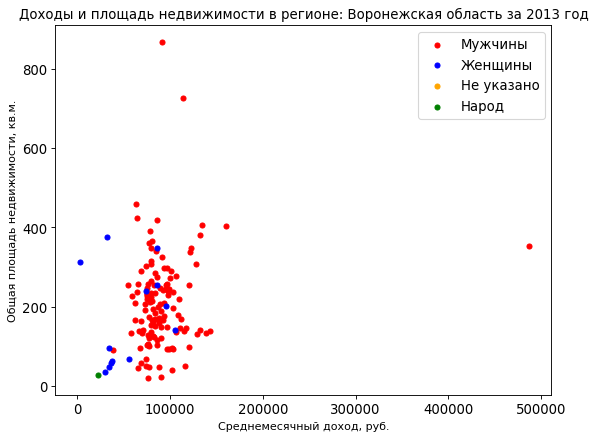 Доходы и площадь недвижимости в регионе: Воронежская область за 2013 год
Мужчины
Женщины
Не указано
Народ
Общая площадь недвижимости, кв.м.
800
600
400
200
0
0 100000 200000 300000 400000 500000
Среднемесячный доход, руб.